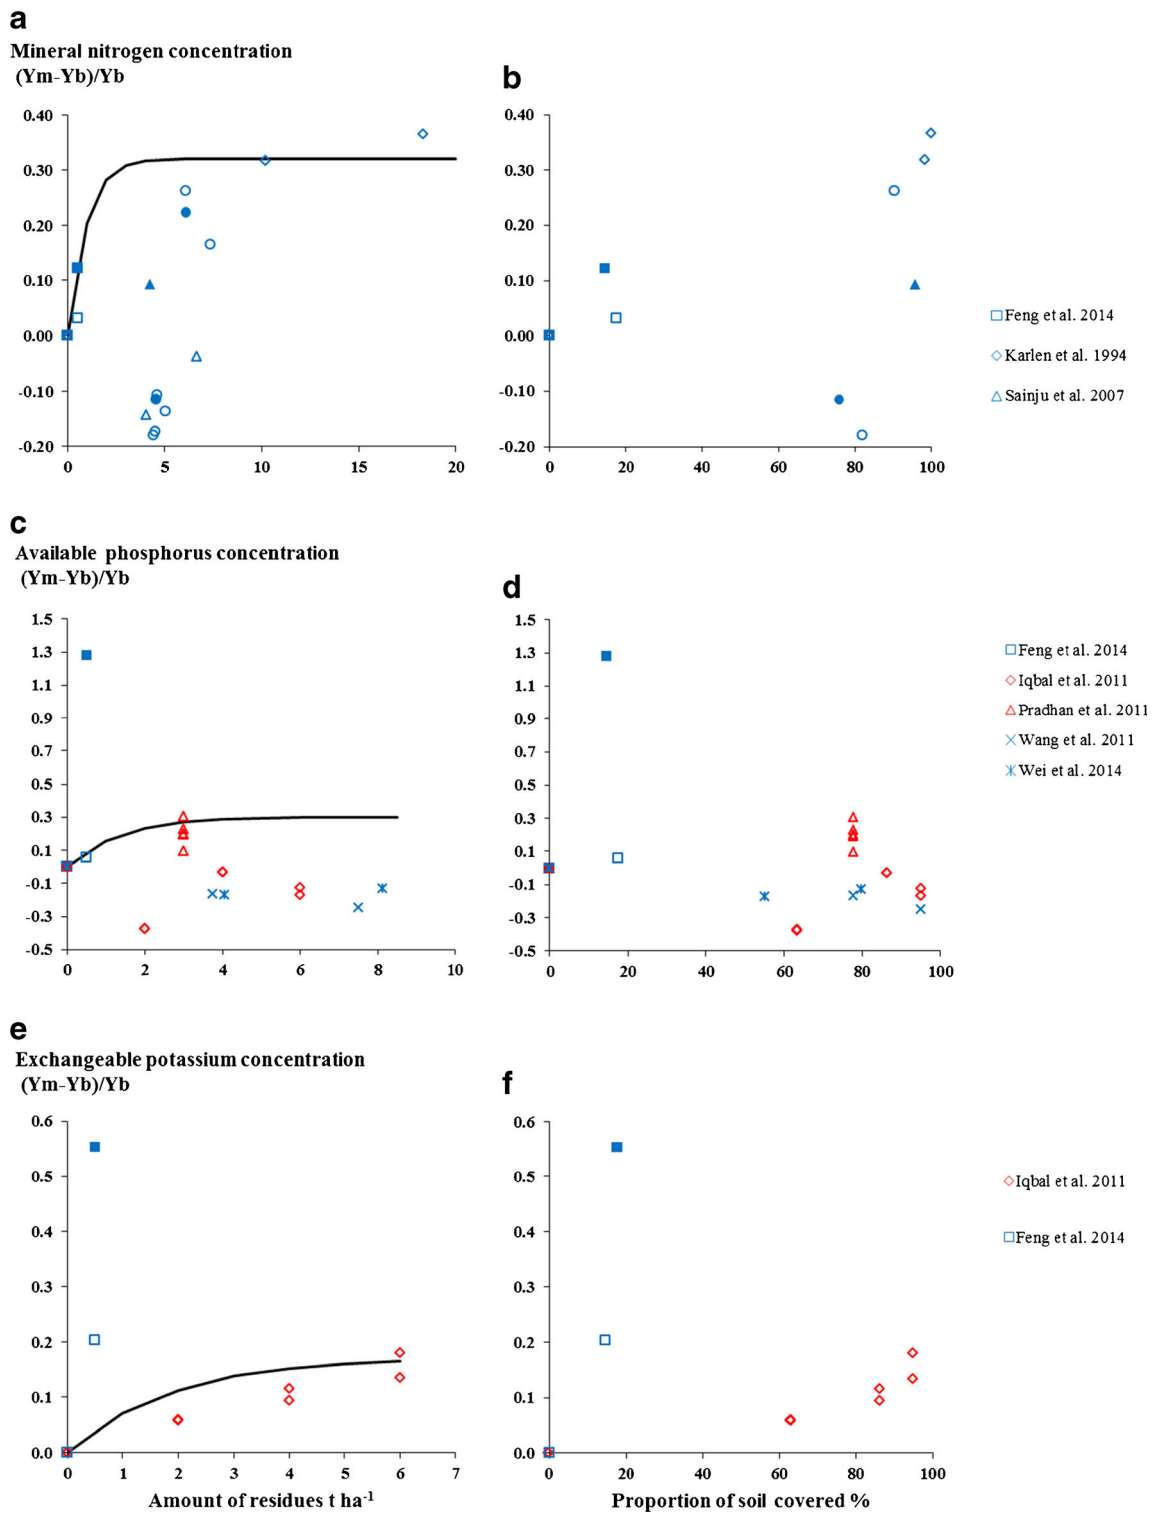 a
Mineral nitrogen concentration
(Ym-Yb)/Yb
b
0.40
0.30
0.20
0.10
0.00
-0.10
-0.20
0 5 10 15 20
0.40
0.30
0.20
0.10
0.00
-0.10
-0.20
0 20 40 60 80 100
Feng et al. 2014
Karlen et al. 1994
Sainju et al. 2007
c
Available phosphorus concentration
(Ym-Yb)/Yb
d
1.5
1.3
1.1
0.9
0.7
0.5
0.3
0.1
-0.1
-0.3
-0.5
0 2 4 6 8 10
1.5
1.3
1.1
0.9
0.7
0.5
0.3
0.1
-0.1
-0.3
-0.5
0 20 40 60 80 100
Feng et al. 2014
Iqbal et al. 2011
Pradhan et al. 2011
Wang et al. 2011
Wei et al. 2014
e
Exchangeable potassium concentration
(Ym-Yb)/Yb
f
0.6
0.5
0.4
0.3
0.2
0.1
0.0
0 1 2 3 4 5 6 7
Amount of residues t ha-1
0.6
0.5
0.4
0.3
0.2
0.1
0.0
0 20 40 60 80 100
Proportion of soil covered %
Iqbal et al. 2011
Feng et al. 2014